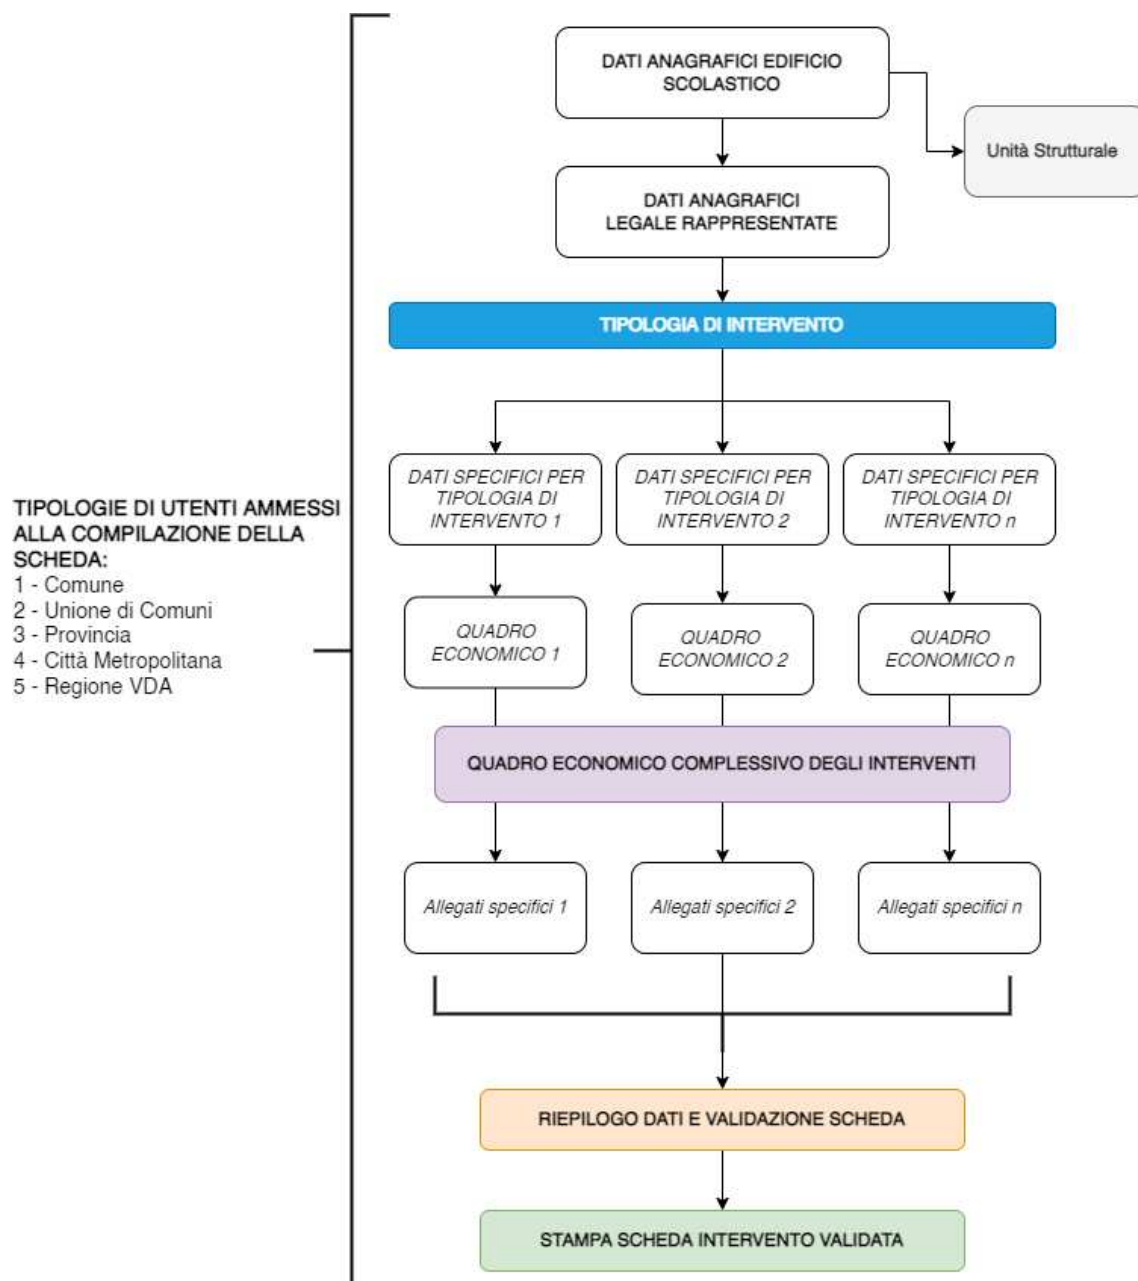 DATI ANAGRAFICI EDIFICIO
SCOLASTICO
Unità Strutturale
DATI ANAGRAFICI
LEGALE RAPPRESENTATE
TIPOLOGIA DI INTERVENTO
DATI SPECIFICI PER
TIPOLOGIA DI
INTERVENTO 1
DATI SPECIFICI PER
TIPOLOGIA DI
INTERVENTO 2
DATI SPECIFICI PER
TIPOLOGIA DI
INTERVENTO n
TIPOLOGIE DI UTENTI AMMESSI
ALLA COMPILAZIONE DELLA
SCHEDA:
1 - Comune
2 - Unione di Comuni
3 - Provincia
4 - Città Metropolitana
5 - Regione VDA
QUADRO
ECONOMICO 1
QUADRO
ECONOMICO 2
QUADRO
ECONOMICO n
QUADRO ECONOMICO COMPLESSIVO DEGLI INTERVENTI
Allegati specifici 1
Allegati specifici 2
Allegati specifici n
RIEPILOGO DATI E VALIDAZIONE SCHEDA
STAMPA SCHEDA INTERVENTO VALIDATA